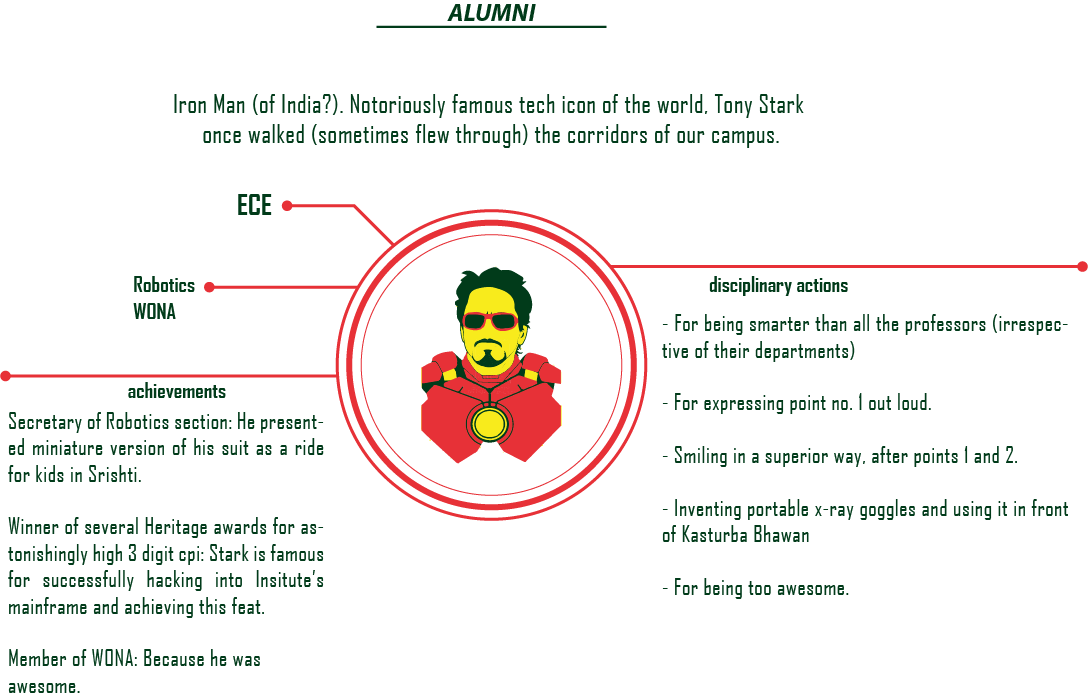 ALUMNI
Iron Man (of India?). Notoriously famous tech icon of the world, Tony Stark
once walked (sometimes flew through) the corridors of our campus.
ECE
Robotics
WONA
achievements
Secretary of Robotics section: He present-
ed miniature version of his suit as a ride
for kids in Srishti.
Winner of several Heritage awards for as-
tonishingly high 3 digit cpi: Stark is famous
for successfully hacking into Insitute's
mainframe and achieving this feat.
Member of WONA: Because he was
awesome.
disciplinary actions
- For being smarter than all the professors (irrespec-
tive of their departments)
- For expressing point no. 1 out loud.
- Smiling in a superior way, after points 1 and 2.
- Inventing portable x-ray goggles and using it in front
of Kasturba Bhawan
- For being too awesome.